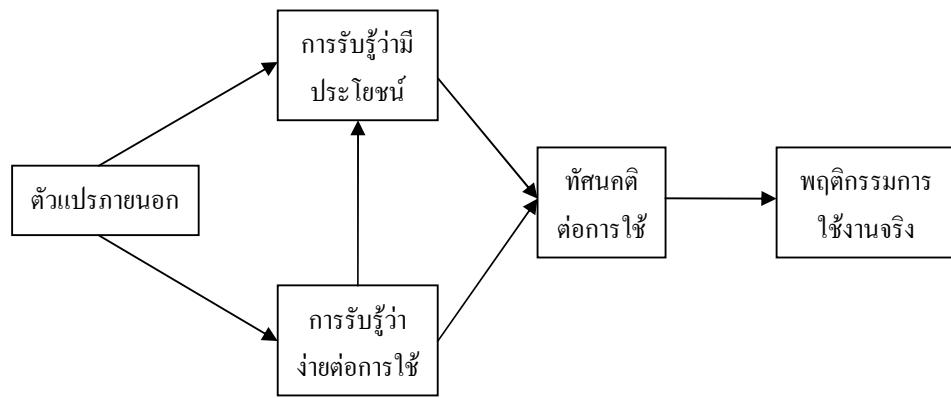 การรับรู้ว่ามี
ประโยชน์
ตัวแปรภายนอก
ทัศนคติ
ต่อการใช้
พฤติกรรมการ
ใช้งานจริง
การรับรู้ว่า
ง่ายต่อการใช้